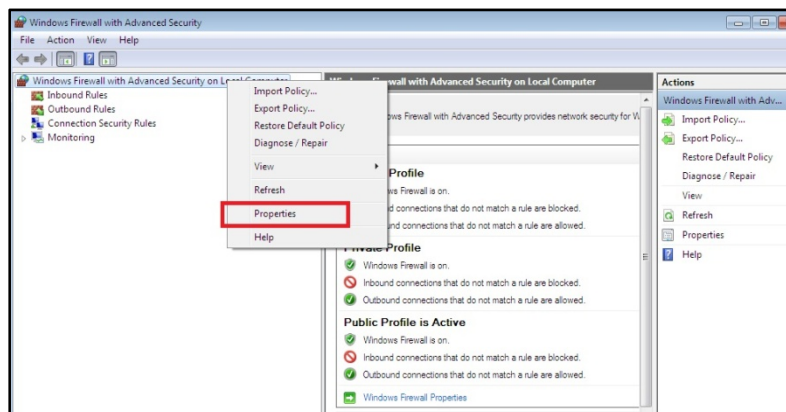 Windows Firewall with Advanced Security
File Action View Help
Windows Firewall with Advanced Security on Local Computer
Inbound Rules
Outbound Rules
Connection Security Rules
Monitoring
Import Policy...
Export Policy...
Restore Default Policy
Diagnose / Repair
View
Refresh
Properties
Help
Firewall with Advanced Security on Local Computer
Firewall with Advanced Security provides network security for W
Profile
Firewall is on.
connections that do not match a rule are blocked.
connections that do not match a rule are allowed.
Private Profile
Windows Firewall is on.
Inbound connections that do not match a rule are blocked.
Outbound connections that do not match a rule are allowed.
Public Profile is Active
Windows Firewall is on.
Inbound connections that do not match a rule are blocked.
Outbound connections that do not match a rule are allowed.
Windows Firewall Properties
Actions
Windows Firewall with Adv...
Import Policy...
Export Policy...
Restore Default Policy
Diagnose / Repair
View
Refresh
Properties
Help